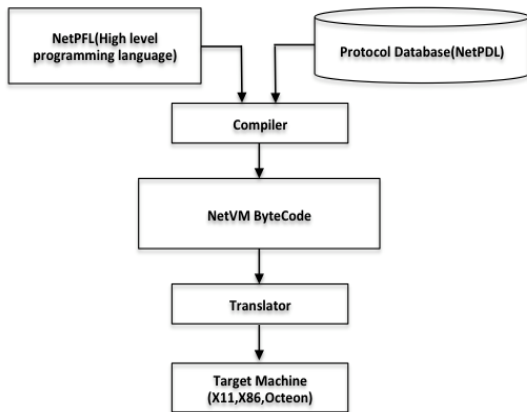 NetPFL(High level
programming language)
Protocol Database(NetPDL)
Compiler
NetVM ByteCode
Translator
Target Machine
(X11,X86,Octeon)